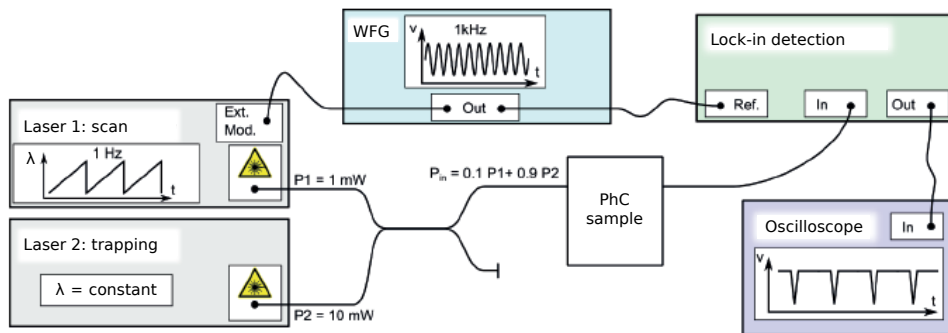 WFG
v
1kHz
t
Out
Lock-in detection
Ref.
In
Out
Laser 1: scan
Ext.
Mod.
λ
1 Hz
t
P1 = 1 mW
P_in = 0.1 P1+ 0.9 P2
PhC
sample
Laser 2: trapping
λ = constant
P2 = 10 mW
Oscilloscope
In
v
t